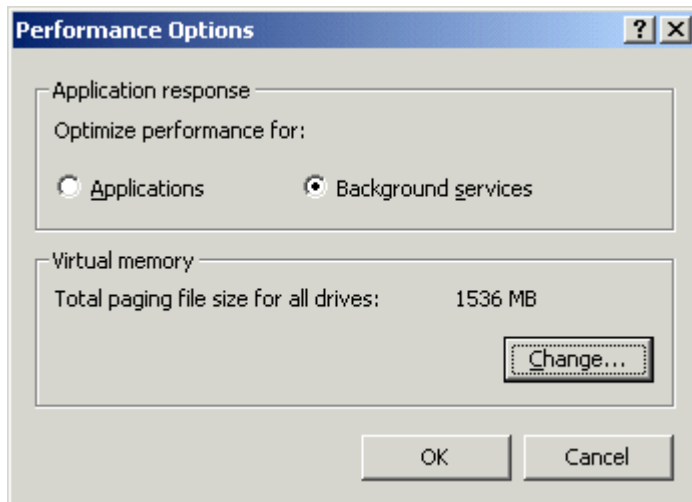 Performance Options
Application response
Optimize performance for:
Applications Background services
Virtual memory
Total paging file size for all drives: 1536 MB
Change...
OK Cancel